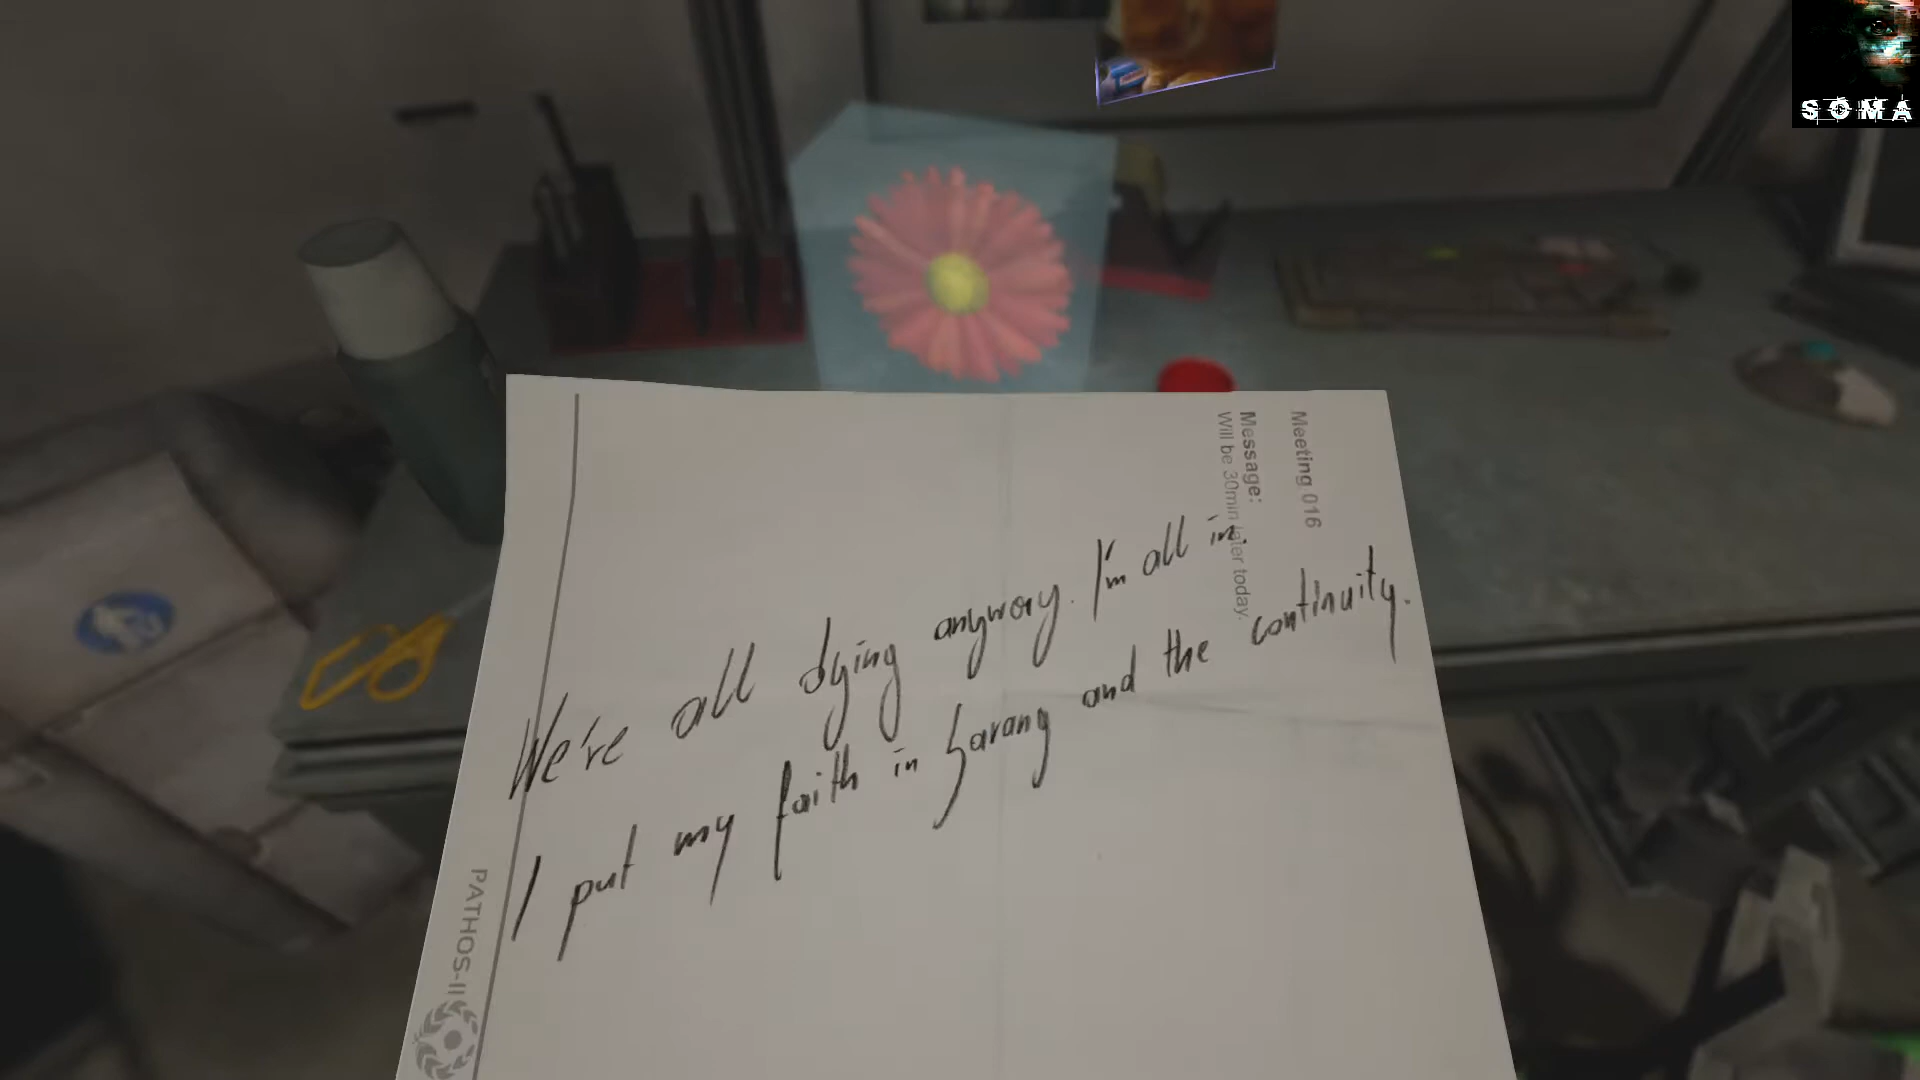 SOMA
Meeting 016
Message:
Will be 30min later today.
We're all dying anyway. I'm all in.
I put my faith in Sarang and the continuity.
PATHOS-II